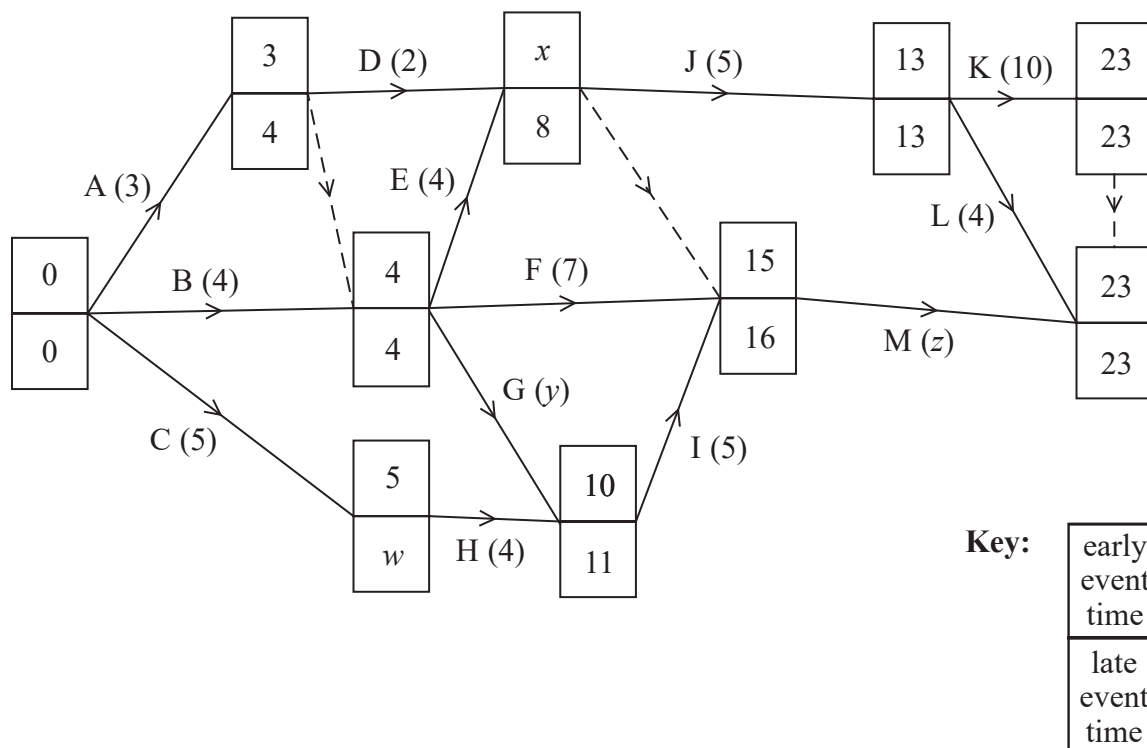 3
4
D (2)
x
8
J (5)
13
13
K (10)
23
23
A (3)
E (4)
L (4)
0
0
B (4)
4
4
F (7)
15
16
M (z)
23
23
C (5)
G (y)
I (5)
5
w
H (4)
10
11
Key:
early
event
time
late
event
time